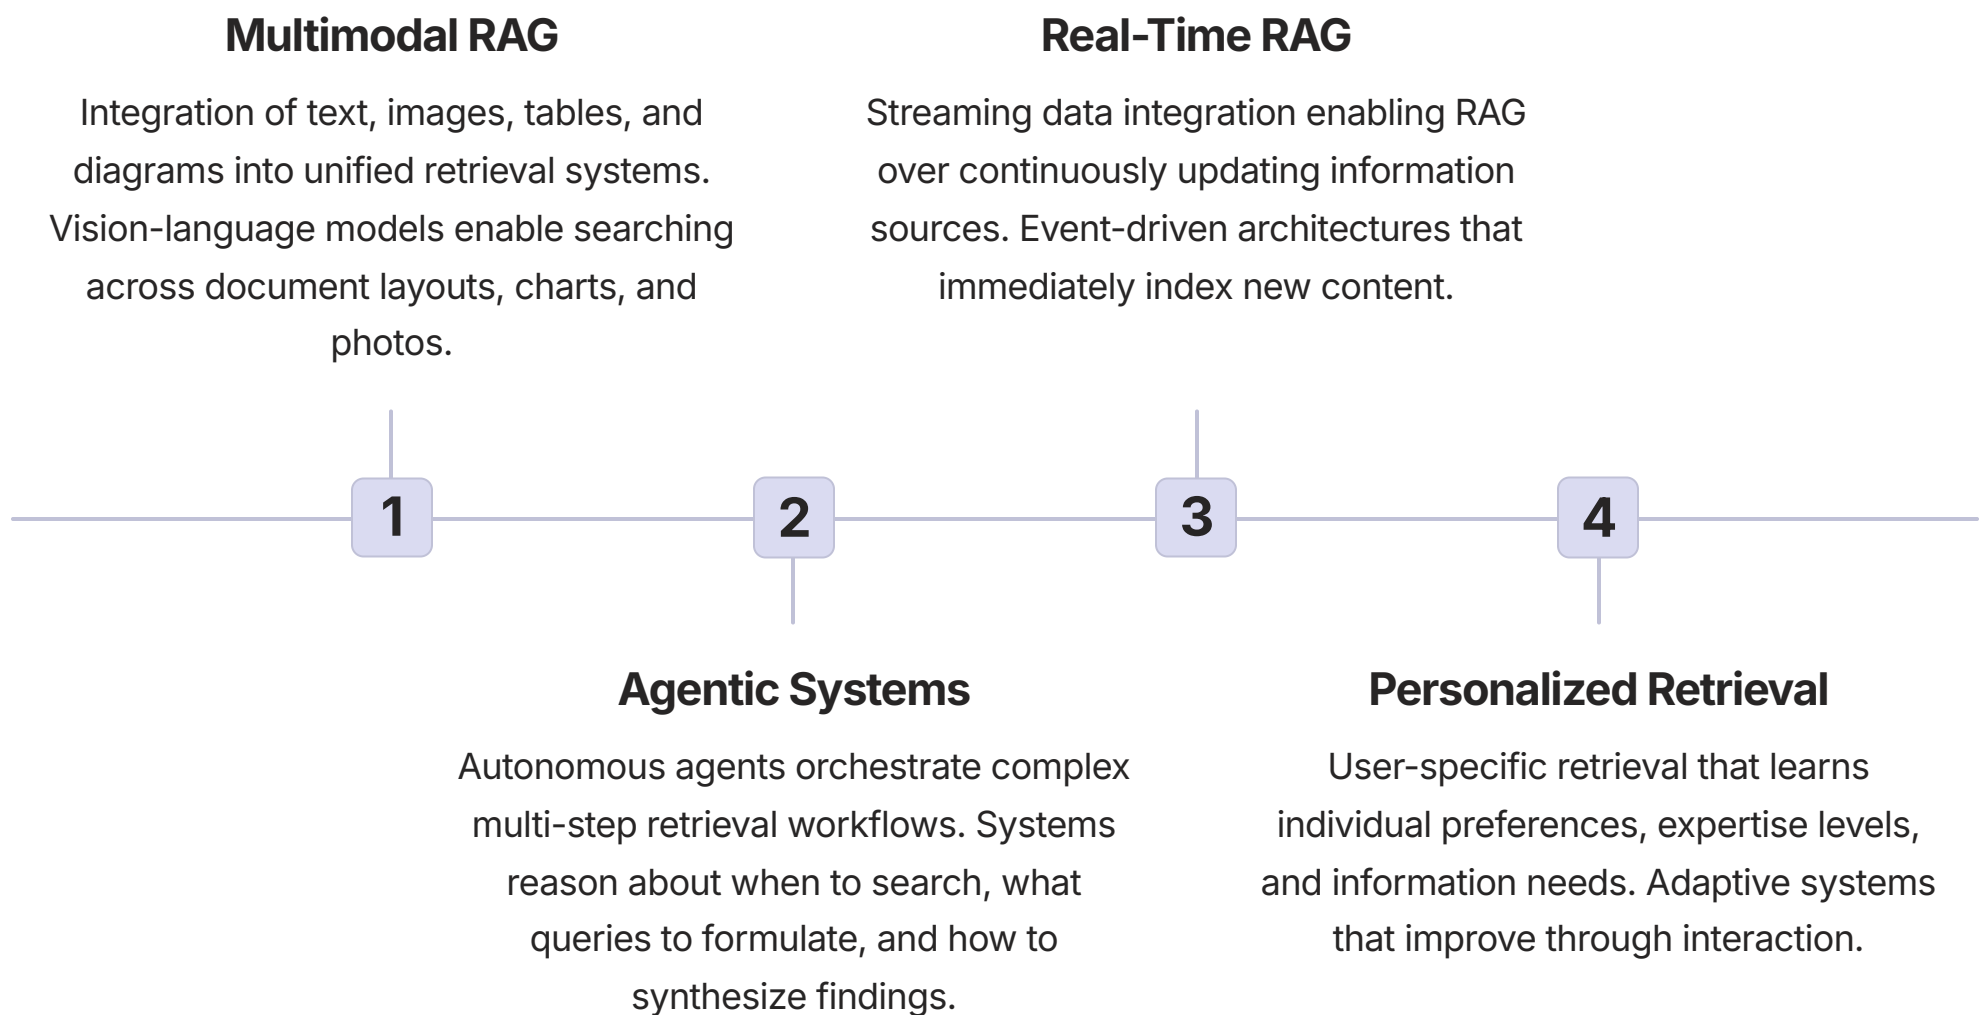 Multimodal RAG
Integration of text, images, tables, and
diagrams into unified retrieval systems.
Vision-language models enable searching
across document layouts, charts, and
photos.
1
Agentic Systems
Autonomous agents orchestrate complex
multi-step retrieval workflows. Systems
reason about when to search, what
queries to formulate, and how to
synthesize findings.
2
Real-Time RAG
Streaming data integration enabling RAG
over continuously updating information
sources. Event-driven architectures that
immediately index new content.
3
Personalized Retrieval
User-specific retrieval that learns
individual preferences, expertise levels,
and information needs. Adaptive systems
that improve through interaction.
4